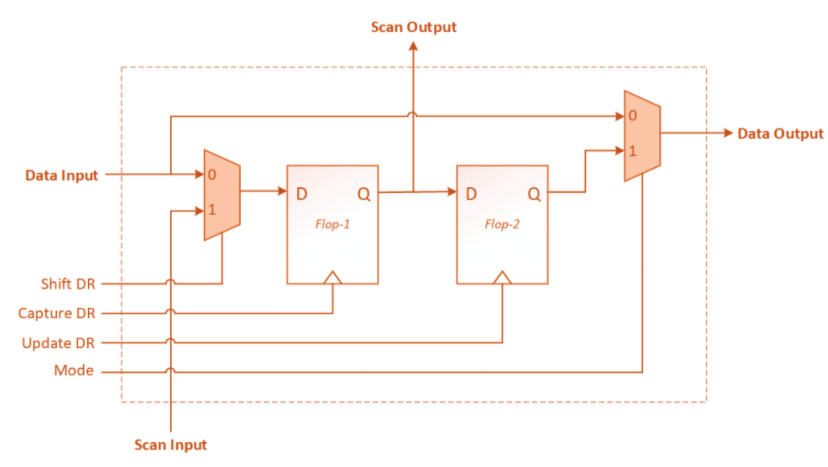 Scan Output
0
Data Output
1
Data Input
0
D
Q
D
Q
1
Flop-1
Flop-2
Shift DR
Capture DR
Update DR
Mode
Scan Input